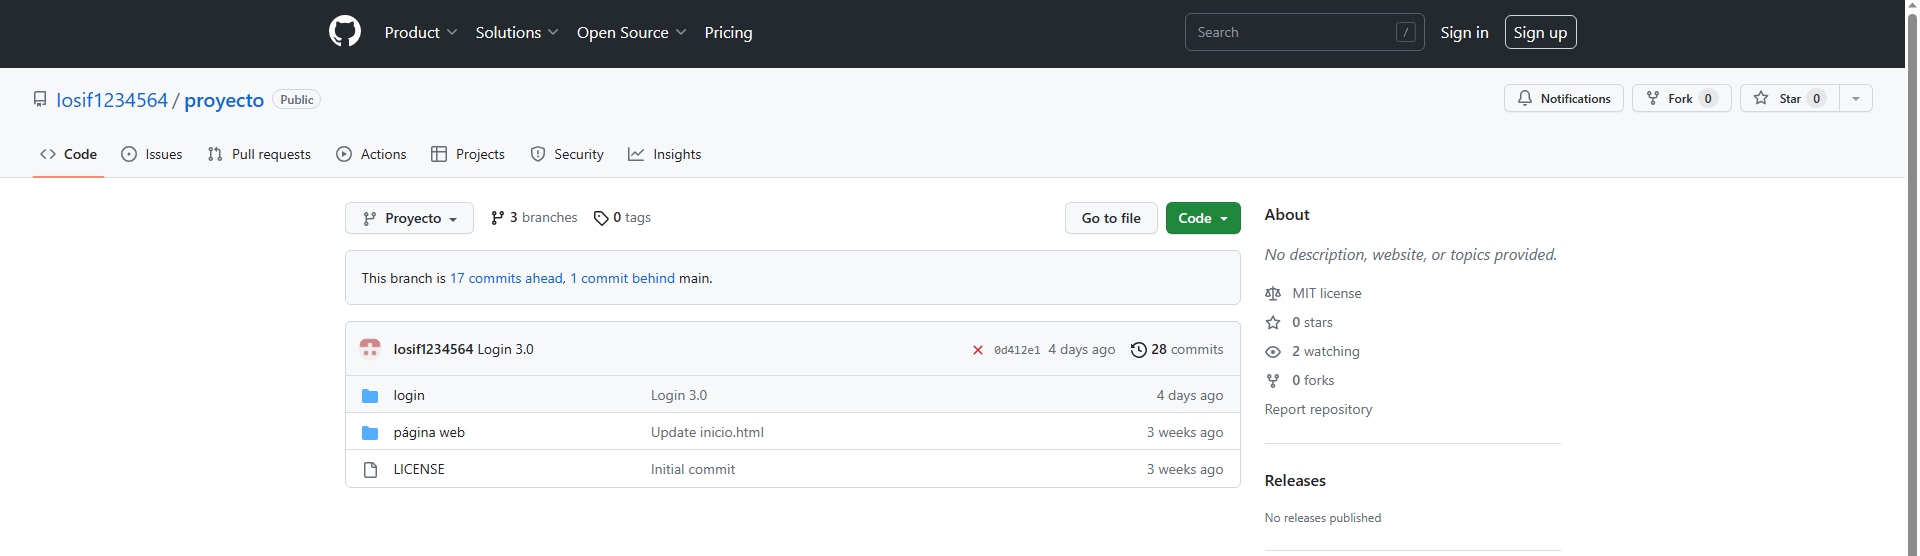 Product Solutions Open Source Pricing Search / Sign in Sign up
Iosif1234564 / proyecto Public Notifications Fork 0 Star 0
Code Issues Pull requests Actions Projects Security Insights
Proyecto 3 branches 0 tags Go to file Code
This branch is 17 commits ahead, 1 commit behind main.
Iosif1234564 Login 3.0 0d412e1 4 days ago 28 commits
login Login 3.0 4 days ago
página web Update inicio.html 3 weeks ago
LICENSE Initial commit 3 weeks ago
About
No description, website, or topics provided.
MIT license
0 stars
2 watching
0 forks
Report repository
Releases
No releases published